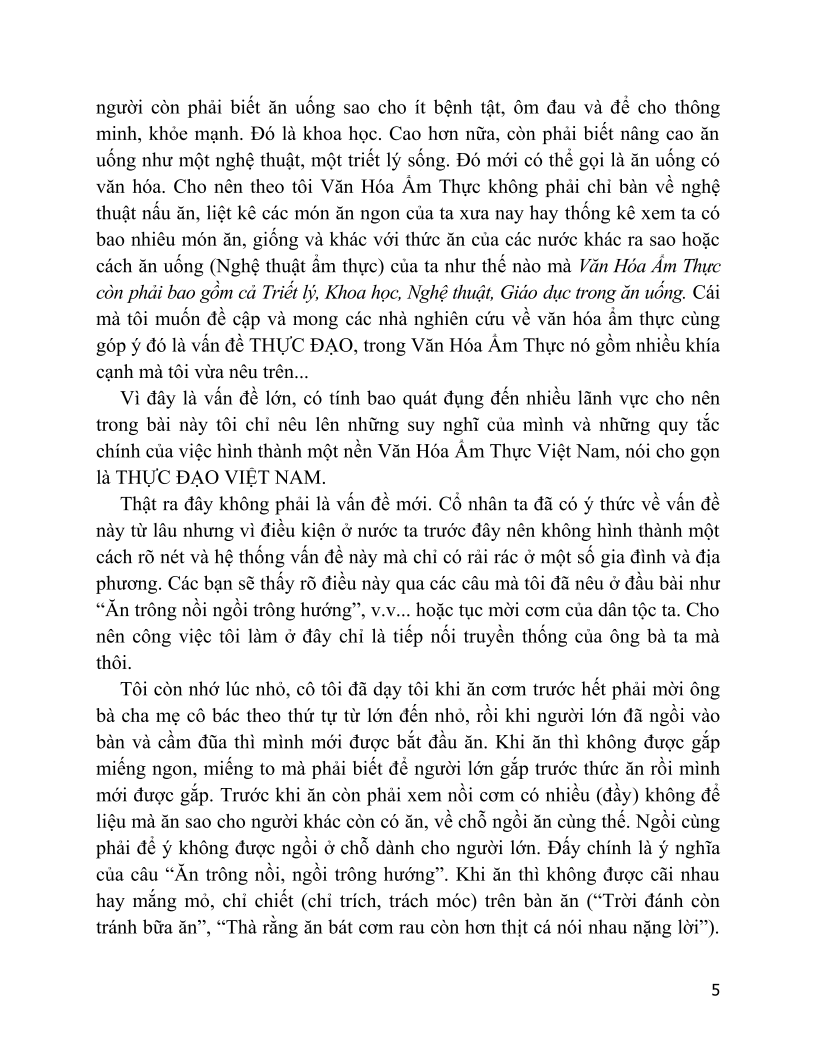 người còn phải biết ăn uống sao cho ít bệnh tật, ôm đau và để cho thông
minh, khỏe mạnh. Đó là khoa học. Cao hơn nữa, còn phải biết nâng cao ăn
uống như một nghệ thuật, một triết lý sống. Đó mới có thể gọi là ăn uống có
văn hóa. Cho nên theo tôi Văn Hóa Ẩm Thực không phải chỉ bàn về nghệ
thuật nấu ăn, liệt kê các món ăn ngon của ta xưa nay hay thống kê xem ta có
bao nhiêu món ăn, giống và khác với thức ăn của các nước khác ra sao hoặc
cách ăn uống (Nghệ thuật ẩm thực) của ta như thế nào mà Văn Hóa Ẩm Thực
còn phải bao gồm cả Triết lý, Khoa học, Nghệ thuật, Giáo dục trong ăn uống. Cái
mà tôi muốn đề cập và mong các nhà nghiên cứu về văn hóa ẩm thực cùng
góp ý đó là vấn đề THỰC ĐẠO, trong Văn Hóa Ẩm Thực nó gồm nhiều khía
cạnh mà tôi vừa nêu trên...
Vì đây là vấn đề lớn, có tính bao quát đụng đến nhiều lãnh vực cho nên
trong bài này tôi chỉ nêu lên những suy nghĩ của mình và những quy tắc
chính của việc hình thành một nền Văn Hóa Ẩm Thực Việt Nam, nói cho gọn
là THỰC ĐẠO VIỆT NAM.
Thật ra đây không phải là vấn đề mới. Cổ nhân ta đã có ý thức về vấn đề
này từ lâu nhưng vì điều kiện ở nước ta trước đây nên không hình thành một
cách rõ nét và hệ thống vấn đề này mà chỉ có rải rác ở một số gia đình và địa
phương. Các bạn sẽ thấy rõ điều này qua các câu mà tôi đã nêu ở đầu bài như
“Ăn trông nồi ngồi trông hướng”, v.v... hoặc tục mời cơm của dân tộc ta. Cho
nên công việc tôi làm ở đây chỉ là tiếp nối truyền thống của ông bà ta mà
thôi.
Tôi còn nhớ lúc nhỏ, cô tôi đã dạy tôi khi ăn cơm trước hết phải mời ông
bà cha mẹ cô bác theo thứ tự từ lớn đến nhỏ, rồi khi người lớn đã ngồi vào
bàn và cầm đũa thì mình mới được bắt đầu ăn. Khi ăn thì không được gắp
miếng ngon, miếng to mà phải biết để người lớn gắp trước thức ăn rồi mình
mới được gắp. Trước khi ăn còn phải xem nồi cơm có nhiều (đầy) không để
liệu mà ăn sao cho người khác còn có ăn, về chỗ ngồi ăn cùng thế. Ngồi cùng
phải để ý không được ngồi ở chỗ dành cho người lớn. Đấy chính là ý nghĩa
của câu “Ăn trông nồi, ngồi trông hướng”. Khi ăn thì không được cãi nhau
hay mắng mỏ, chỉ chiết (chỉ trích, trách móc) trên bàn ăn (“Trời đánh còn
tránh bữa ăn”, “Thà rằng ăn bát cơm rau còn hơn thịt cá nói nhau nặng lời”).
5